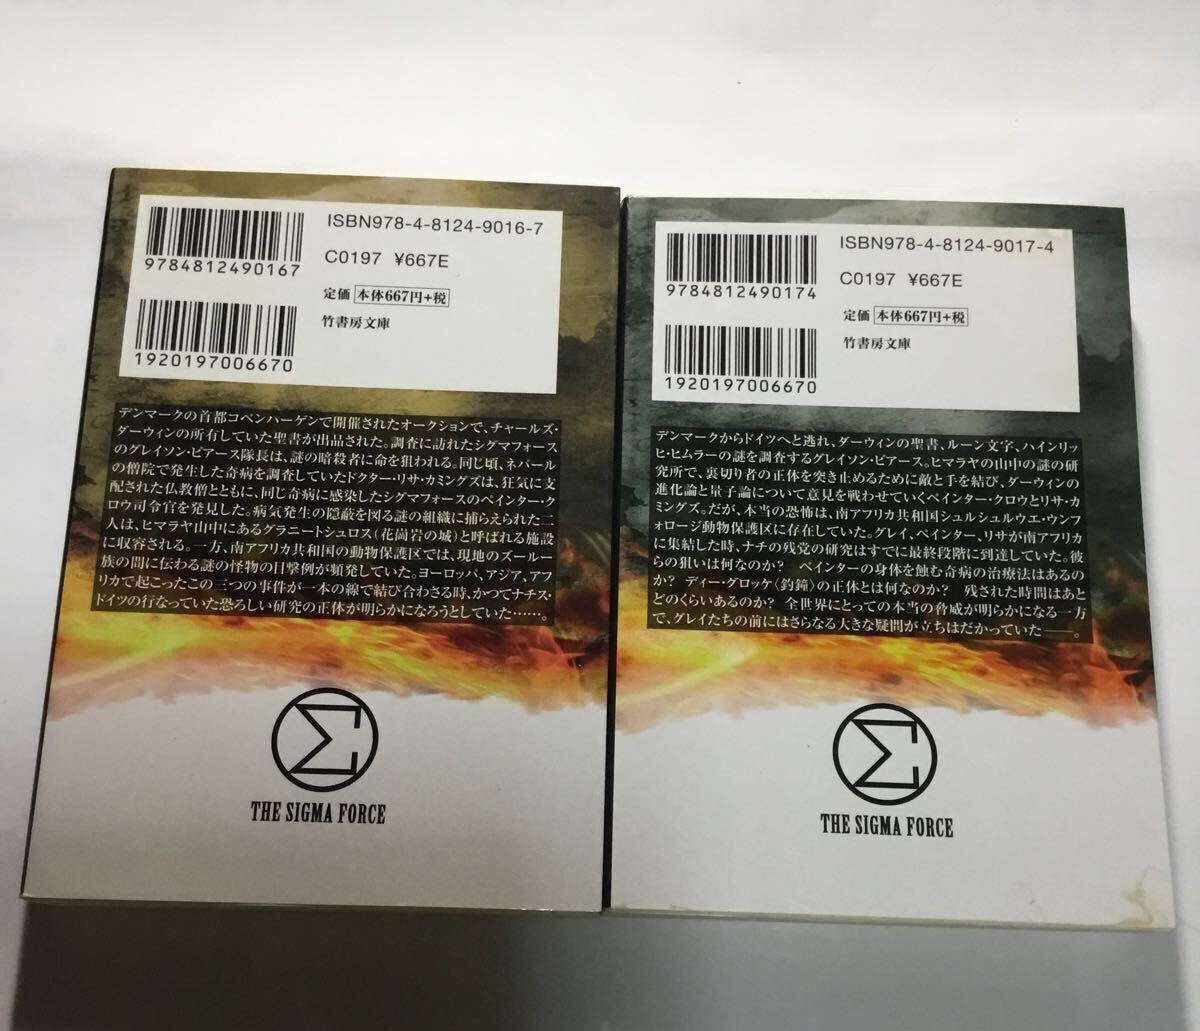 ISBN978-4-8124-9016-7
9784812490167
C0197 ¥667E
定価 本体667円+税
1920197006670
竹書房文庫
デンマークの首都コペンハーゲンで開催されたオークションで、チャールズ・
ダーウィンの所有していた聖書が出品された。調査に訪れたシグマフォース
のグレイソン・ピアース隊長は、謎の暗殺者に命を狙われる。同じ頃、ネパール
の僧院で発生した奇病を調査していたドクター・リサ・カミングズは、狂気に支
配された仏教僧とともに、同じ奇病に感染したシグマフォースのペインター・ク
ロウ司令官を発見した。病気発生の隠蔽を図る謎の組織に捕らえられた二
人は、ヒマラヤ山中にあるグラニートシュロス(花崗岩の城)と呼ばれる施設
に収容される。一方、南アフリカ共和国の動物保護区では、現地のズールー
族の間に伝わる謎の怪物の目撃例が頻発していた。ヨーロッパ、アジア、アフ
リカで起こったこの三つの事件が一本の線で結び合わさる時、かつてナチス・
ドイツの行なっていた恐ろしい研究の正体が明らかになろうとしていた……。
THE SIGMA FORCE
ISBN978-4-8124-9017-4
9784812490174
C0197 ¥667E
定価 本体667円+税
竹書房文庫
1920197006670
デンマークからドイツへと逃れ、ダーウィンの聖書、ルーン文字、ハインリッ
ヒ・ヒムラーの謎を調査するグレイソン・ピアース。ヒマラヤの山中の謎の研
究所で、裏切り者の正体を突き止めるために敵と手を結び、ダーウィンの
進化論と量子論について意見を戦わせていくペインター・クロウとリサ・カ
ミングズ。だが、本当の恐怖は、南アフリカ共和国シュルシュルウエ・ウンフ
ォロージ動物保護区に存在していた。グレイ、ペインター、リサが南アフリカ
に集結した時、ナチの残党の研究はすでに最終段階に到達していた。彼
らの狙いは何なのか? ペインターの身体を蝕む奇病の治療法はあるの
か? ディー・グロッケ〈釣鐘〉の正体とは何なのか? 残された時間はあと
どのくらいあるのか? 全世界にとっての本当の脅威が明らかになる一方
で、グレイたちの前にはさらなる大きな疑問が立ちはだかっていた――。
THE SIGMA FORCE